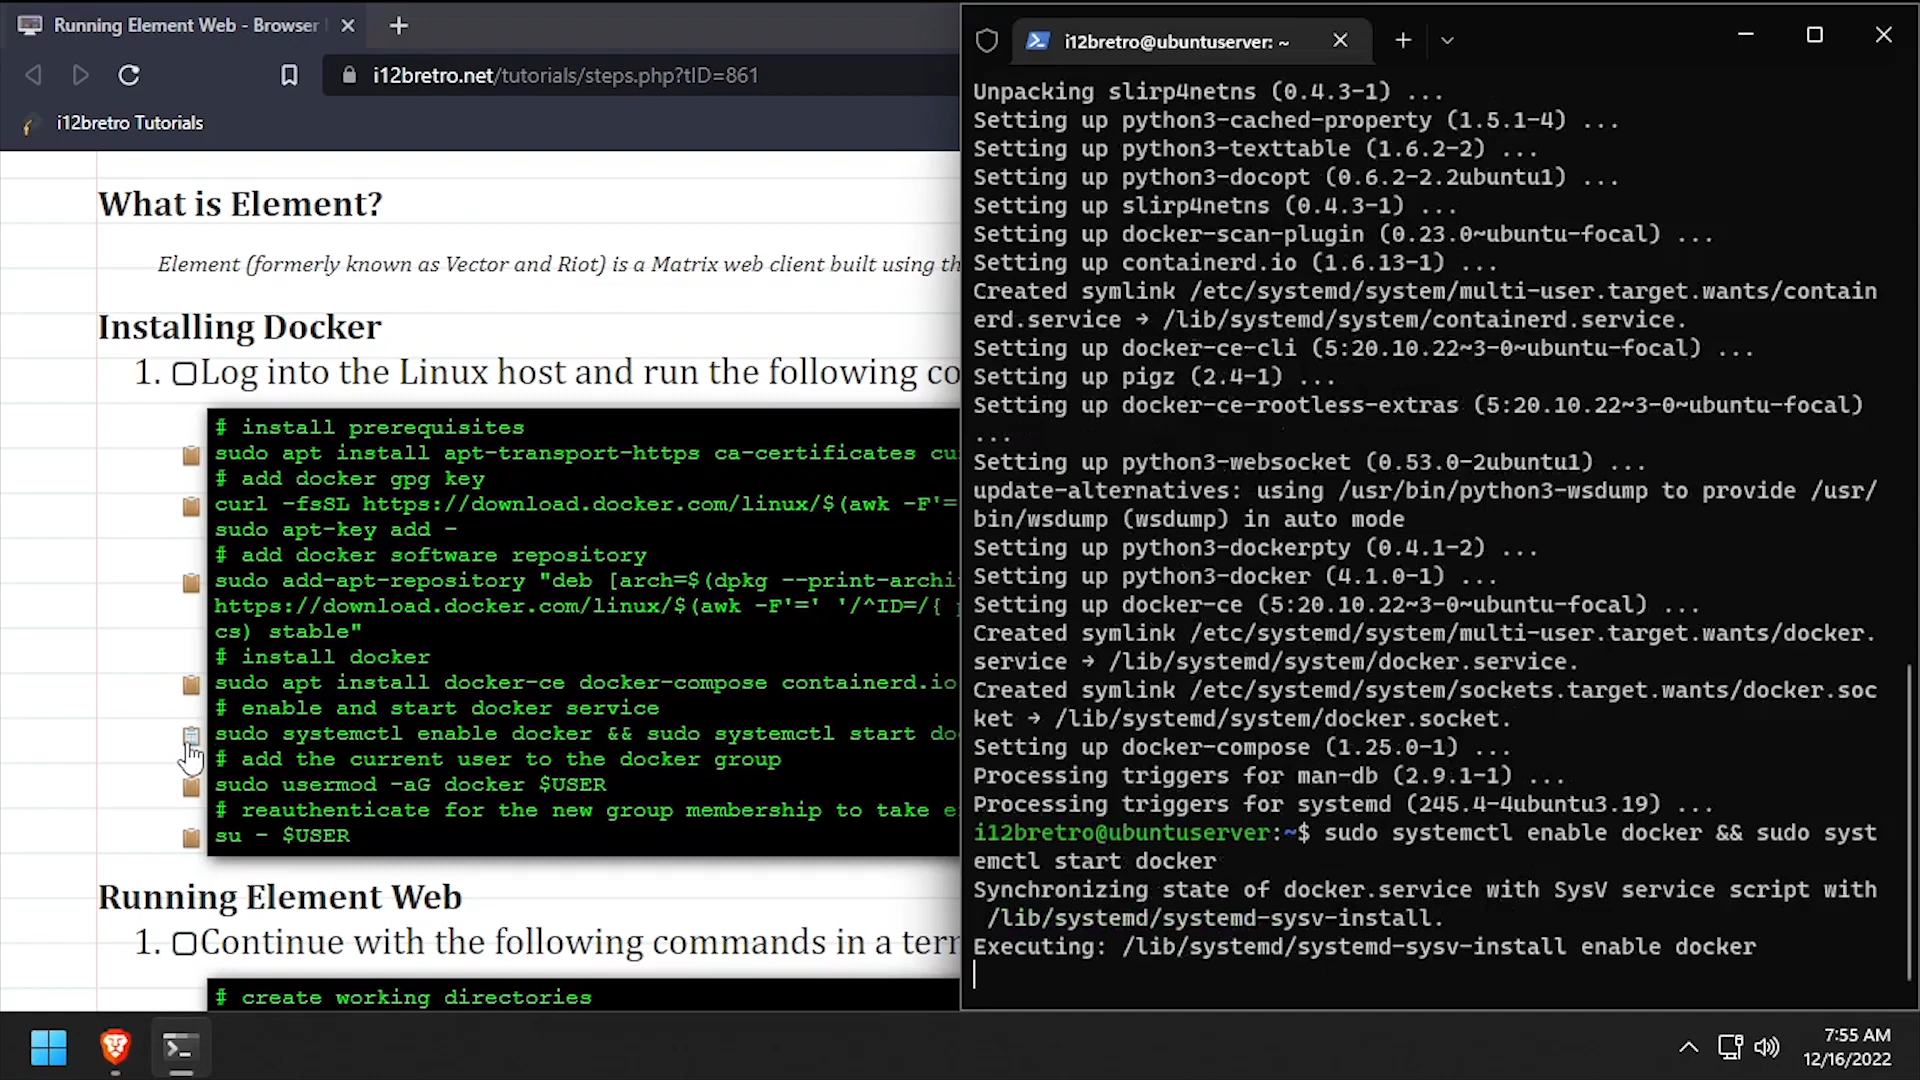 Running Element Web - Browser
i12bretro.net/tutorials/steps.php?tID=861
i12bretro Tutorials
What is Element?
Element (formerly known as Vector and Riot) is a Matrix web client built using th
Installing Docker
1. Log into the Linux host and run the following co
# install prerequisites
sudo apt install apt-transport-https ca-certificates cu
# add docker gpg key
curl -fsSL https://download.docker.com/linux/$(awk -F'=
sudo apt-key add -
# add docker software repository
sudo add-apt-repository "deb [arch=$(dpkg --print-archi
https://download.docker.com/linux/$(awk -F'=' '/^ID=/{ p
cs) stable"
# install docker
sudo apt install docker-ce docker-compose containerd.io
# enable and start docker service
sudo systemctl enable docker && sudo systemctl start do
# add the current user to the docker group
sudo usermod -aG docker $USER
# reauthenticate for the new group membership to take e
su - $USER
Running Element Web
1. Continue with the following commands in a ter
# create working directories
i12bretro@ubuntuserver: ~
Unpacking slirp4netns (0.4.3-1) ...
Setting up python3-cached-property (1.5.1-4) ...
Setting up python3-texttable (1.6.2-2) ...
Setting up python3-docopt (0.6.2-2.2ubuntu1) ...
Setting up slirp4netns (0.4.3-1) ...
Setting up docker-scan-plugin (0.23.0~ubuntu-focal) ...
Setting up containerd.io (1.6.13-1) ...
Created symlink /etc/systemd/system/multi-user.target.wants/contain
erd.service → /lib/systemd/system/containerd.service.
Setting up docker-ce-cli (5:20.10.22~3-0~ubuntu-focal) ...
Setting up pigz (2.4-1) ...
Setting up docker-ce-rootless-extras (5:20.10.22~3-0~ubuntu-focal)
...
Setting up python3-websocket (0.53.0-2ubuntu1) ...
update-alternatives: using /usr/bin/python3-wsdump to provide /usr/
bin/wsdump (wsdump) in auto mode
Setting up python3-dockerpty (0.4.1-2) ...
Setting up python3-docker (4.1.0-1) ...
Setting up docker-ce (5:20.10.22~3-0~ubuntu-focal) ...
Created symlink /etc/systemd/system/multi-user.target.wants/docker.
service → /lib/systemd/system/docker.service.
Created symlink /etc/systemd/system/sockets.target.wants/docker.soc
ket → /lib/systemd/system/docker.socket.
Setting up docker-compose (1.25.0-1) ...
Processing triggers for man-db (2.9.1-1) ...
Processing triggers for systemd (245.4-4ubuntu3.19) ...
i12bretro@ubuntuserver:~$ sudo systemctl enable docker && sudo syst
emctl start docker
Synchronizing state of docker.service with SysV service script with
/lib/systemd/systemd-sysv-install.
Executing: /lib/systemd/systemd-sysv-install enable docker
7:55 AM
12/16/2022